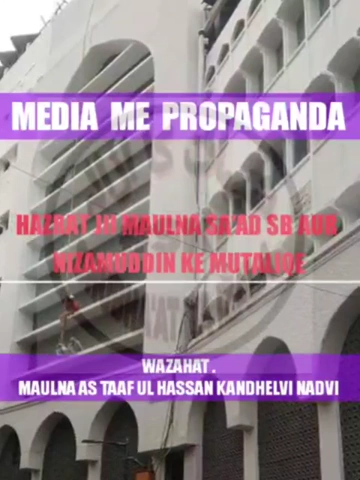 MEDIA ME PROPAGANDA
HAZRAT JII MAULNA SA'AD SB AUR
NIZAMUDDIN KE MUTALIQE
WAZAHAT .
MAULNA AS TAAF UL HASSAN KANDHELVI NADVI